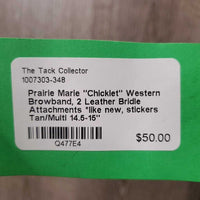 The Tack Collector
1007303-348
Prairie Marie "Chicklet" Western
Browband, 2 Leather Bridle
Attachments *like new, stickers
Tan/Multi 14.5-15"
Q477E4
$50.00